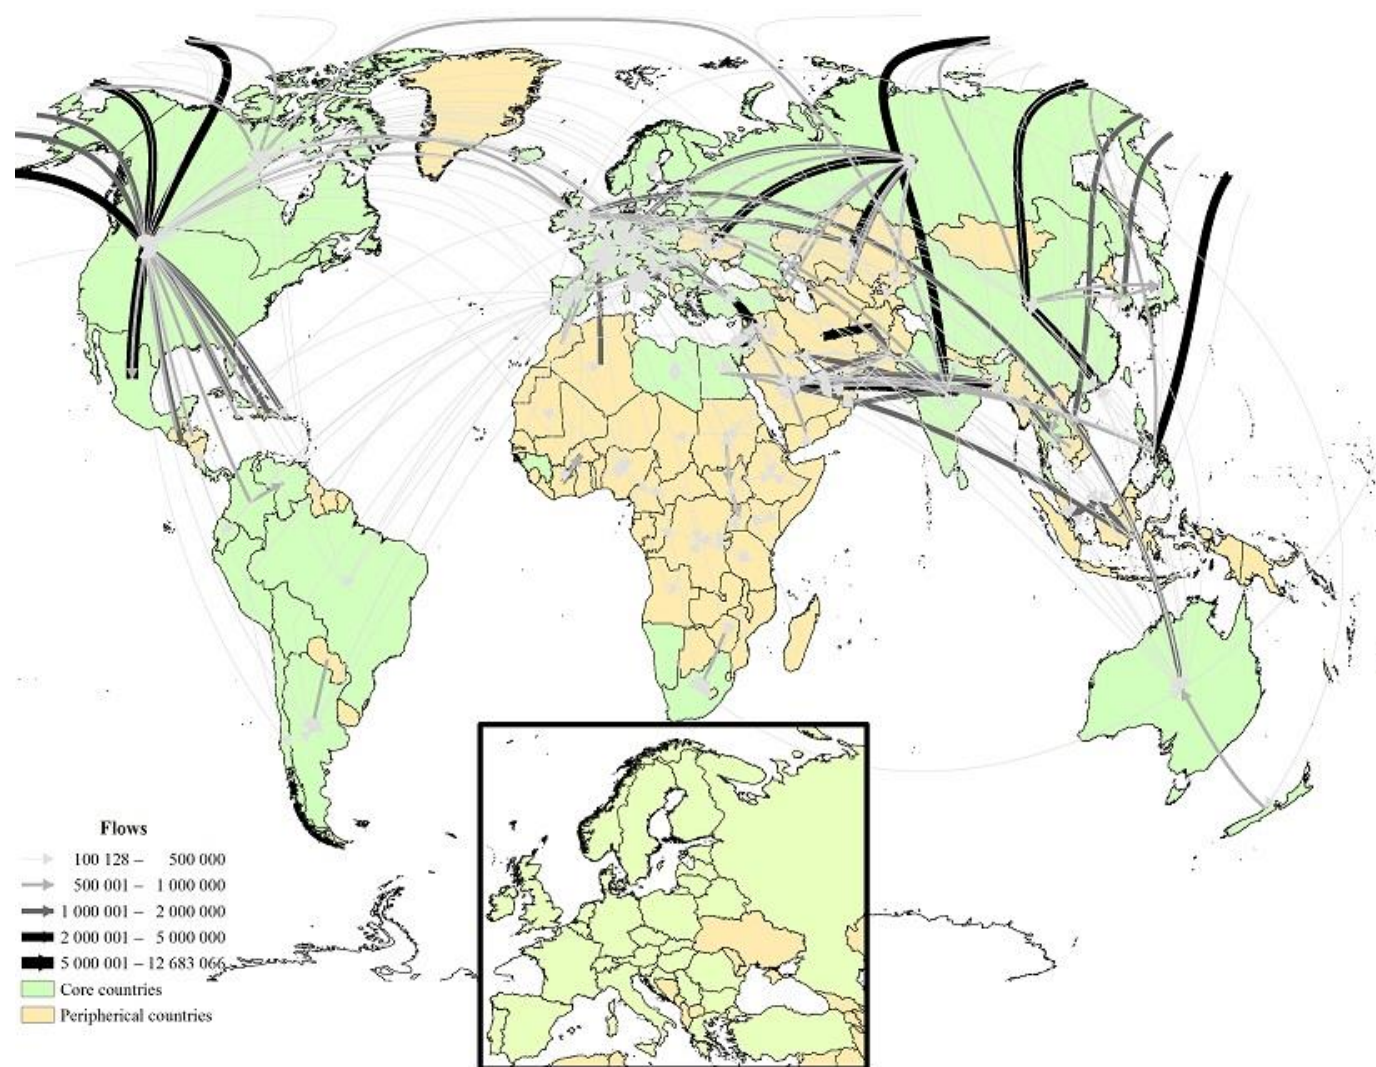 Flows
100 128 – 500 000
500 001 – 1 000 000
1 000 001 – 2 000 000
2 000 001 – 5 000 000
5 000 001 – 12 683 066
Core countries
Peripherical countries